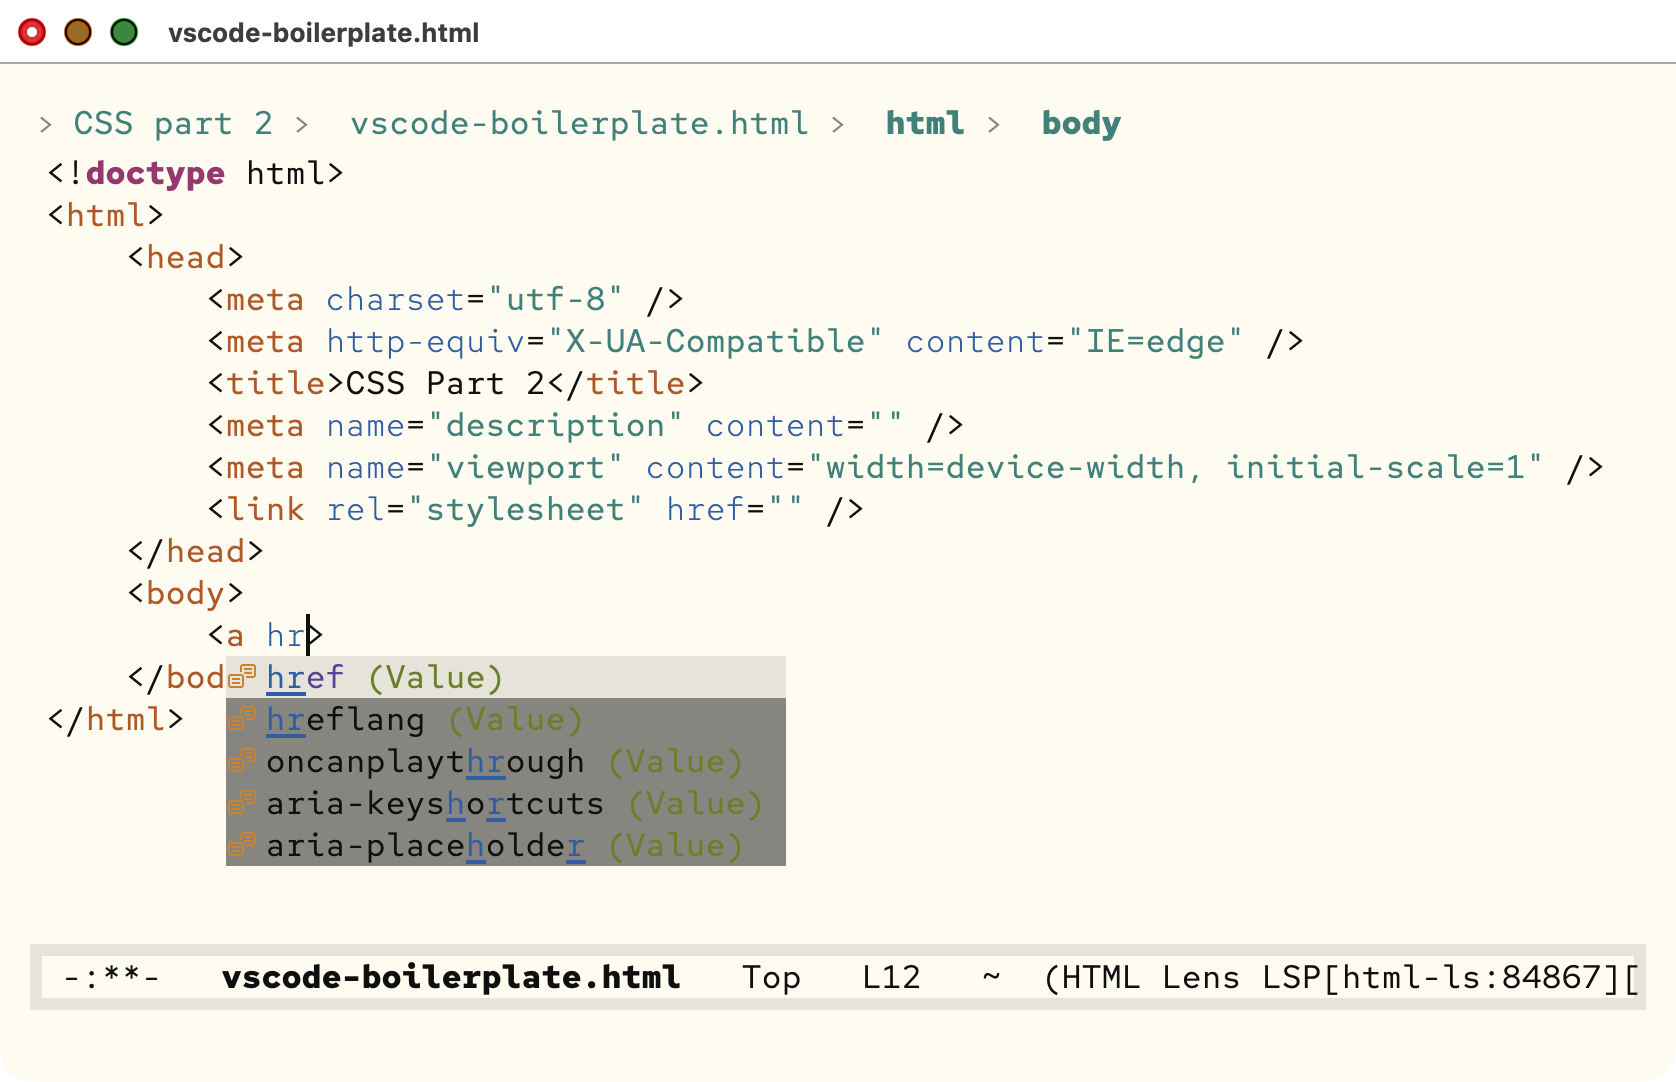 vscode-boilerplate.html
> CSS part 2 > vscode-boilerplate.html > html > body
<!doctype html>
<html>
<head>
<meta charset="utf-8" />
<meta http-equiv="X-UA-Compatible" content="IE=edge" />
<title>CSS Part 2</title>
<meta name="description" content="" />
<meta name="viewport" content="width=device-width, initial-scale=1" />
<link rel="stylesheet" href="" />
</head>
<body>
<a hr>
</bod href (Value)
</html> hreflang (Value)
oncanplaythrough (Value)
aria-keyshortcuts (Value)
aria-placeholder (Value)
-:**- vscode-boilerplate.html Top L12 ~ (HTML Lens LSP[html-ls:84867][